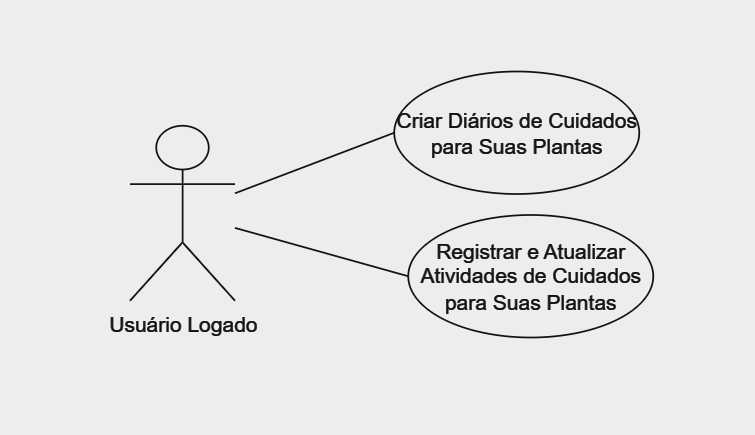 Criar Diários de Cuidados
para Suas Plantas
Registrar e Atualizar
Atividades de Cuidados
para Suas Plantas
Usuário Logado